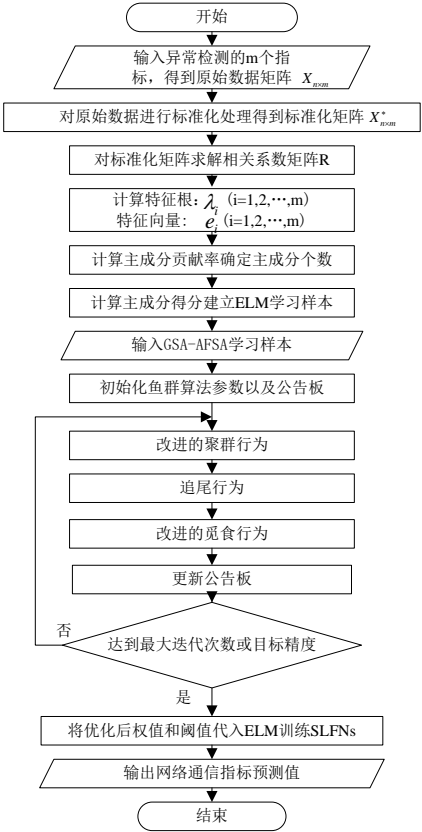 开始
输入异常检测的m个指
标，得到原始数据矩阵 X_{n×m}
对原始数据进行标准化处理得到标准化矩阵 X^*_{n×m}
对标准化矩阵求解相关系数矩阵R
计算特征根：λ_i (i=1,2,…,m)
特征向量: e_i (i=1,2,…,m)
计算主成分贡献率确定主成分个数
计算主成分得分建立ELM学习样本
输入GSA-AFSA学习样本
初始化鱼群算法参数以及公告板
改进的聚群行为
追尾行为
改进的觅食行为
更新公告板
否
达到最大迭代次数或目标精度
是
将优化后权值和阈值代入ELM训练SLFNs
输出网络通信指标预测值
结束